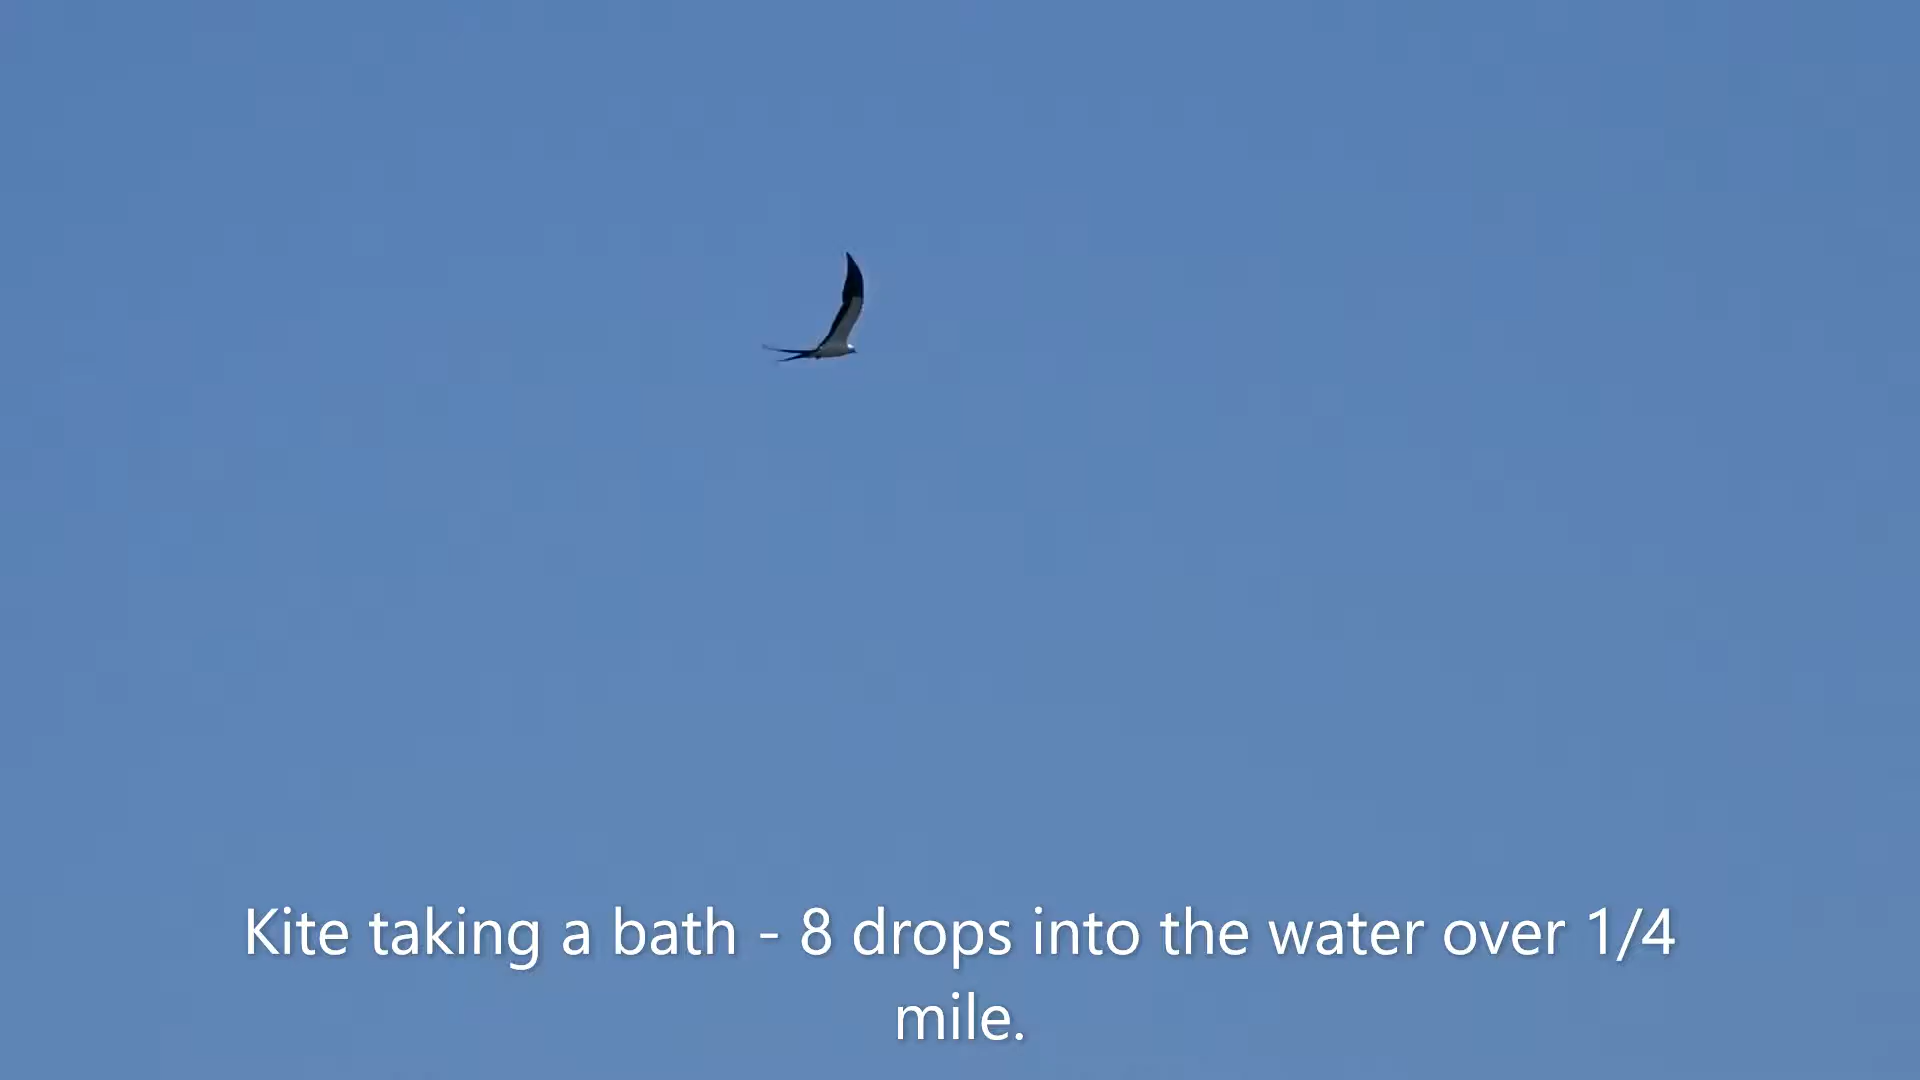 Kite taking a bath - 8 drops into the water over 1/4
mile.